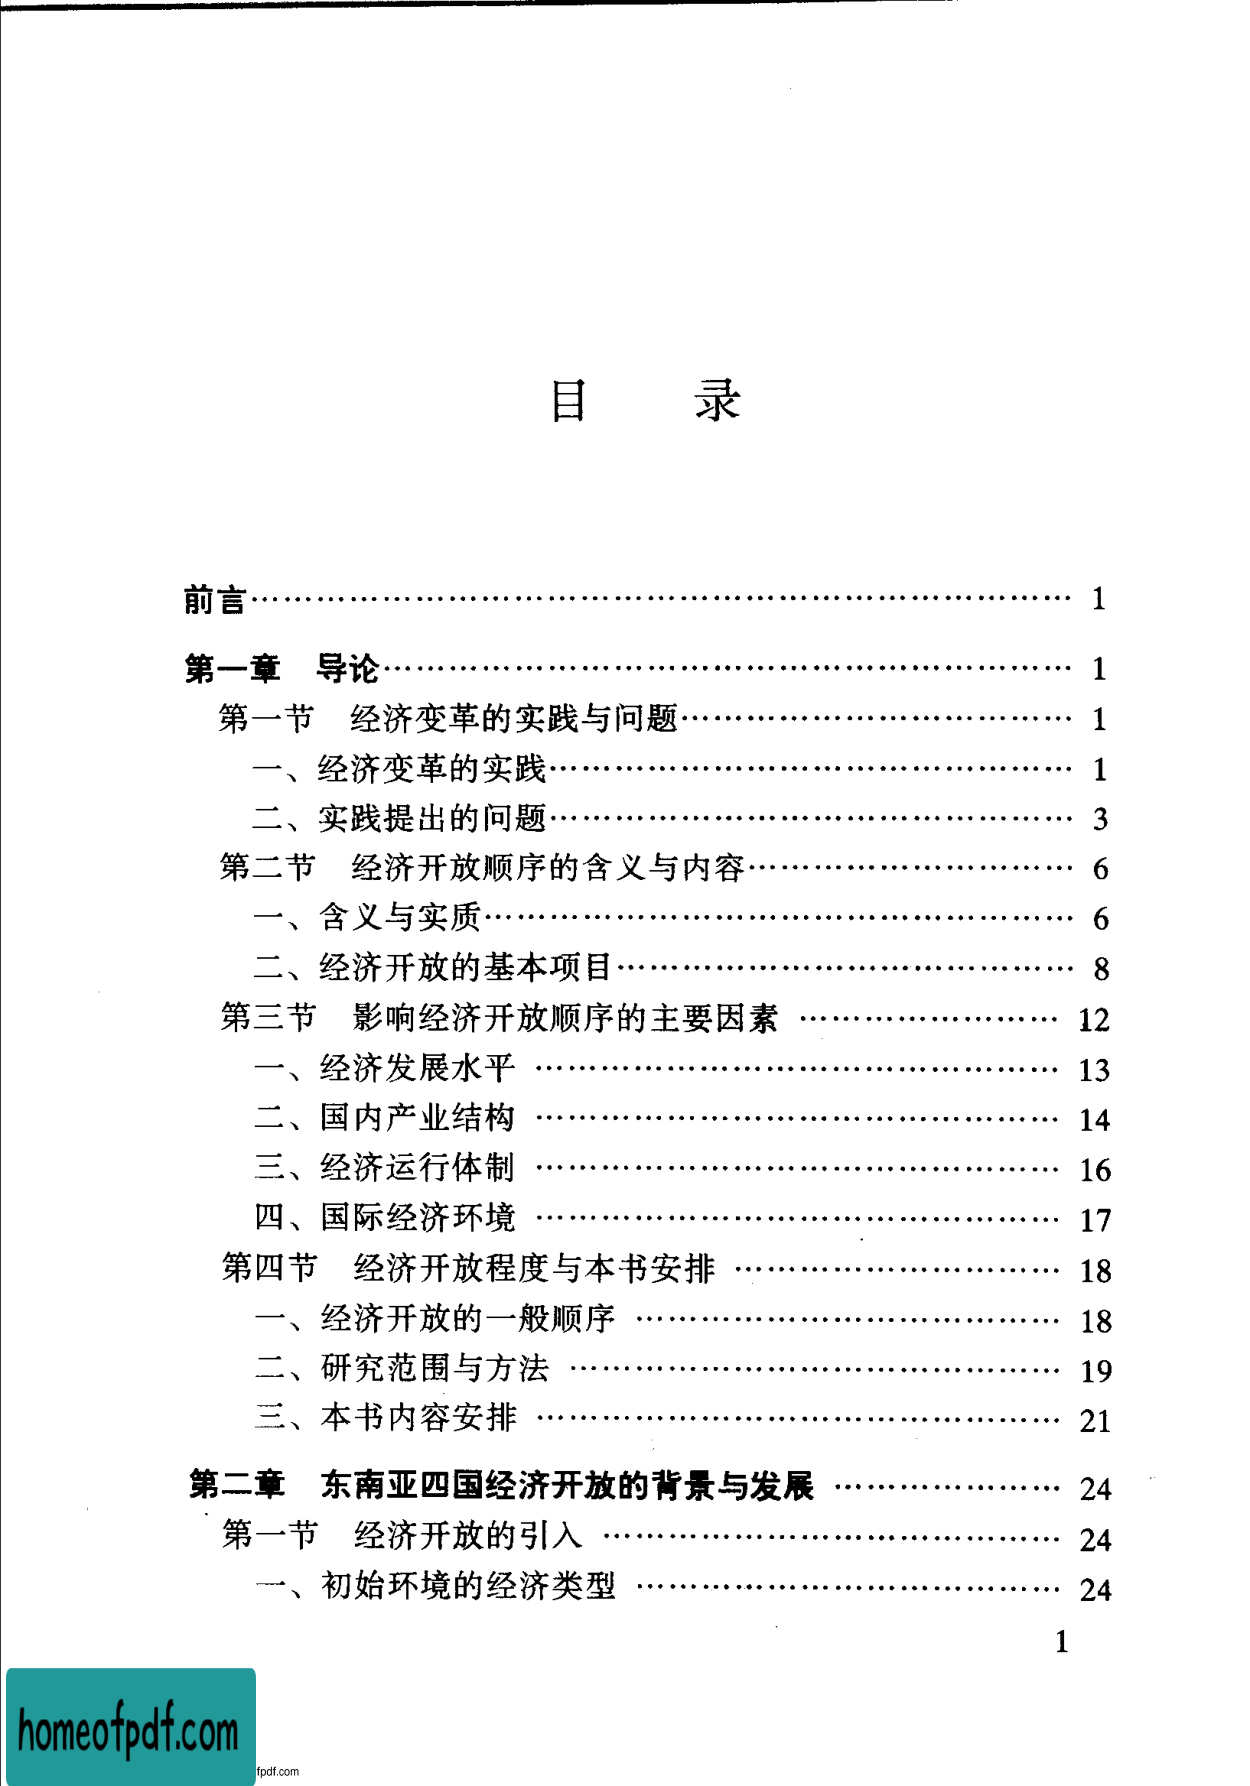 目 录
前言…………………………………………………… 1
第一章 导论…………………………………………… 1
第一节 经济变革的实践与问题……………………… 1
一、经济变革的实践………………………………… 1
二、实践提出的问题………………………………… 3
第二节 经济开放顺序的含义与内容………………… 6
一、含义与实质……………………………………… 6
二、经济开放的基本项目…………………………… 8
第三节 影响经济开放顺序的主要因素 …………… 12
一、经济发展水平 ………………………………… 13
二、国内产业结构 ………………………………… 14
三、经济运行体制 ………………………………… 16
四、国际经济环境 ………………………………… 17
第四节 经济开放程度与本书安排 ………………… 18
一、经济开放的一般顺序 ………………………… 18
二、研究范围与方法 ……………………………… 19
三、本书内容安排 ………………………………… 21
第二章 东南亚四国经济开放的背景与发展 ……… 24
第一节 经济开放的引入 …………………………… 24
一、初始环境的经济类型 ………………………… 24
1
homeofpdf.com
fpdf.com